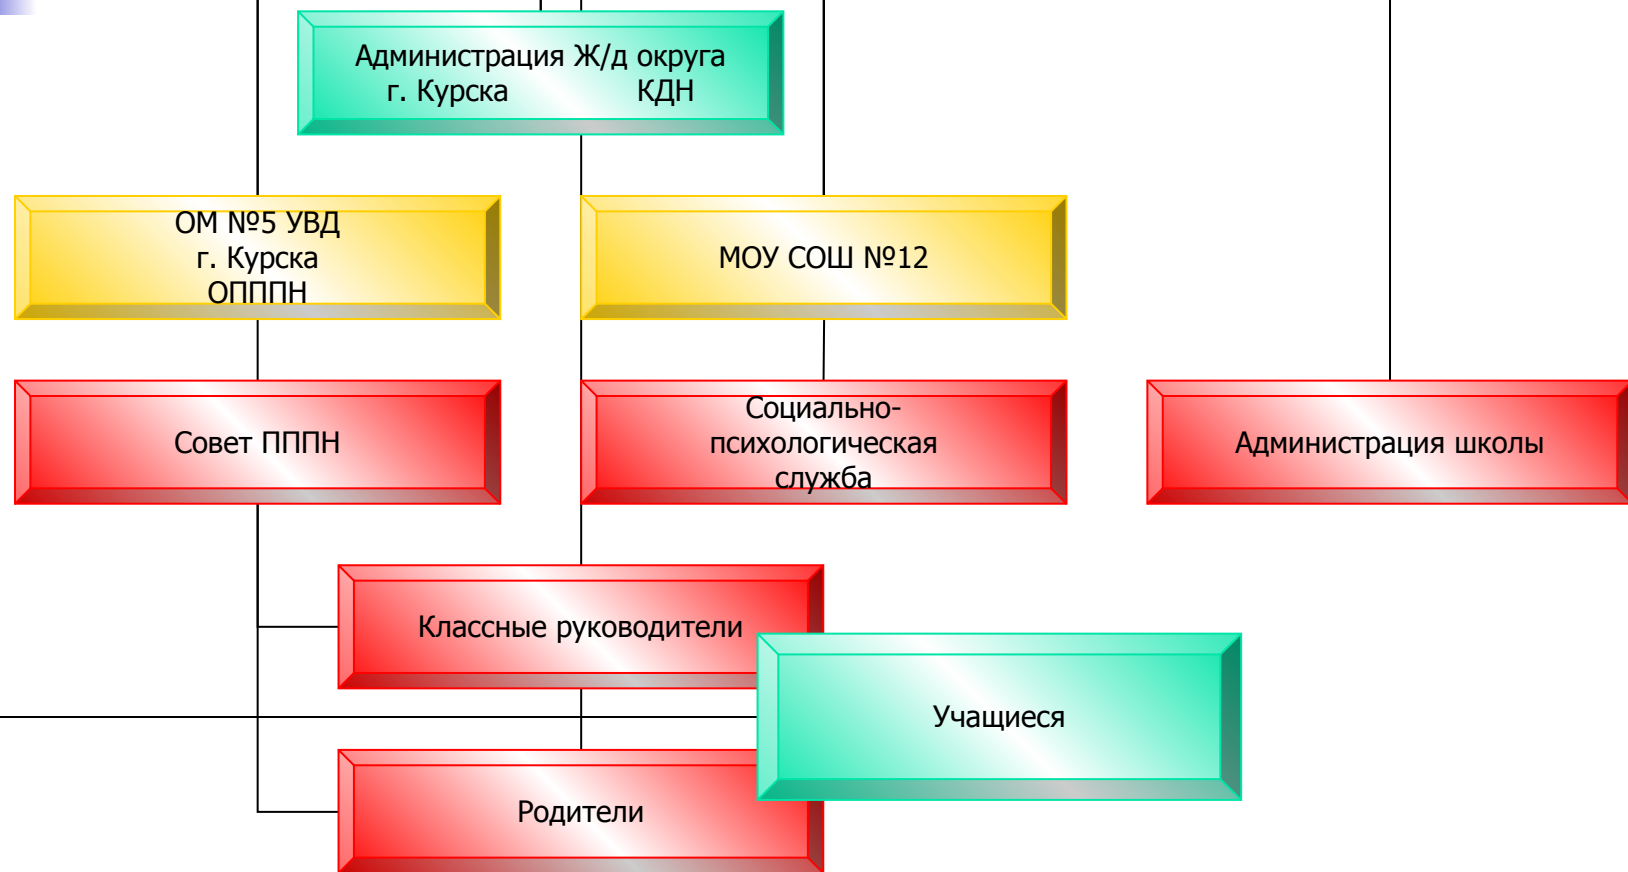 Администрация Ж/д округа
г. Курска КДН
ОМ №5 УВД
г. Курска
ОПППН
МОУ СОШ №12
Совет ПППН
Социально-
психологическая
служба
Администрация школы
Классные руководители
Учащиеся
Родители